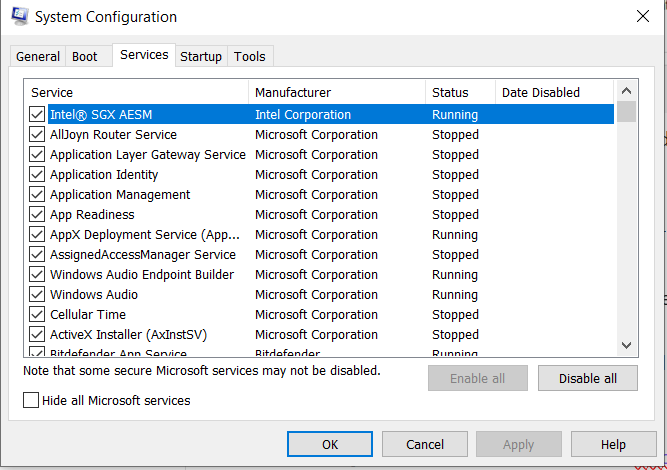 System Configuration
General Boot Services Startup Tools
Service Manufacturer Status Date Disabled
Intel® SGX AESM Intel Corporation Running
AllJoyn Router Service Microsoft Corporation Stopped
Application Layer Gateway Service Microsoft Corporation Stopped
Application Identity Microsoft Corporation Stopped
Application Management Microsoft Corporation Stopped
App Readiness Microsoft Corporation Stopped
AppX Deployment Service (App... Microsoft Corporation Running
AssignedAccessManager Service Microsoft Corporation Stopped
Windows Audio Endpoint Builder Microsoft Corporation Running
Windows Audio Microsoft Corporation Running
Cellular Time Microsoft Corporation Stopped
ActiveX Installer (AxInstSV) Microsoft Corporation Stopped
Bitdefender App Service Bitdefender Running
Note that some secure Microsoft services may not be disabled.
Enable all Disable all
Hide all Microsoft services
OK Cancel Apply Help